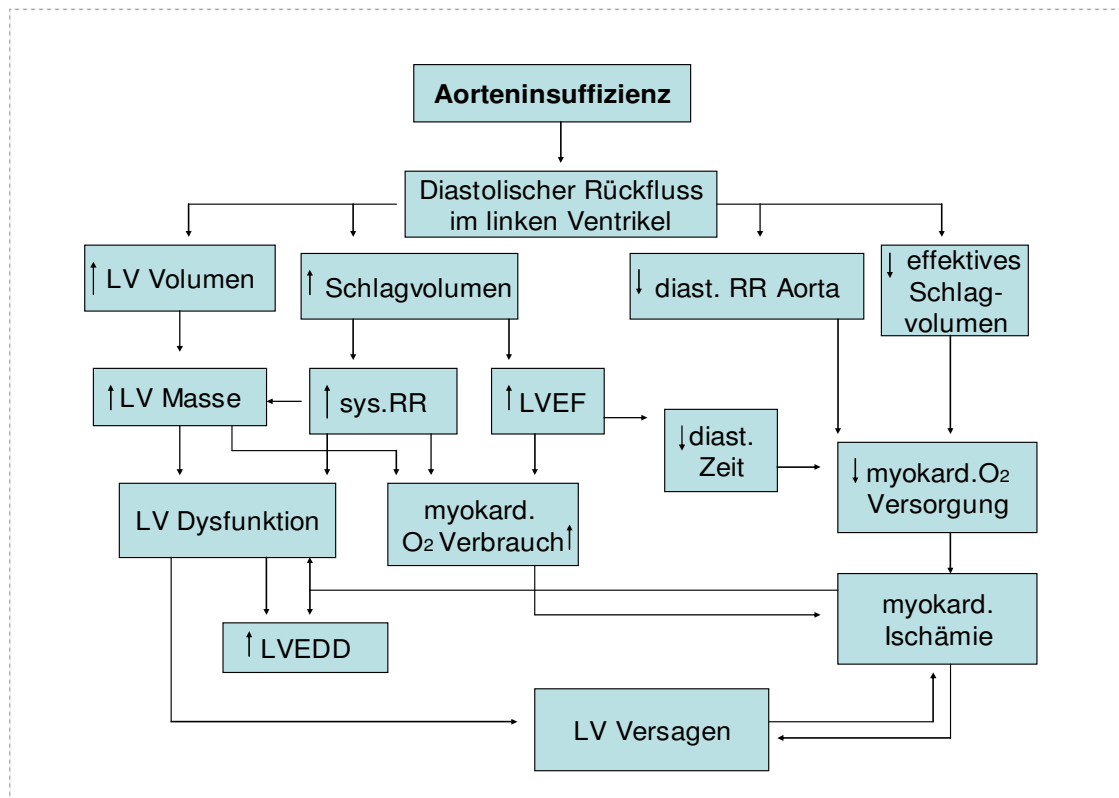 Aorteninsuffizienz
Diastolischer Rückfluss
im linken Ventrikel
↑ LV Volumen
↑ Schlagvolumen
↓ diast. RR Aorta
↓ effektives
Schlag-
volumen
↑ LV Masse
↑ sys.RR
↑ LVEF
↓ diast.
Zeit
↓ myokard.O₂
Versorgung
LV Dysfunktion
myokard.
O₂ Verbrauch↑
↑ LVEDD
myokard.
Ischämie
LV Versagen